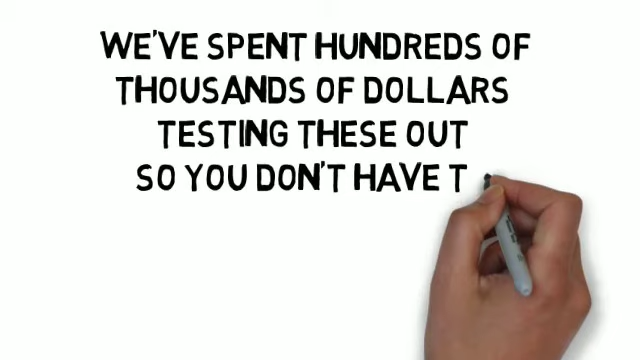 WE'VE SPENT HUNDREDS OF
THOUSANDS OF DOLLARS
TESTING THESE OUT
SO YOU DON'T HAVE T